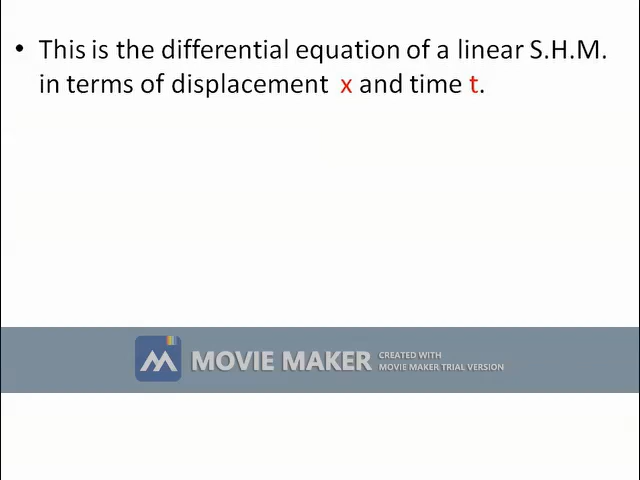 • This is the differential equation of a linear S.H.M.
in terms of displacement x and time t.
MOVIE MAKER
CREATED WITH
MOVIE MAKER TRIAL VERSION